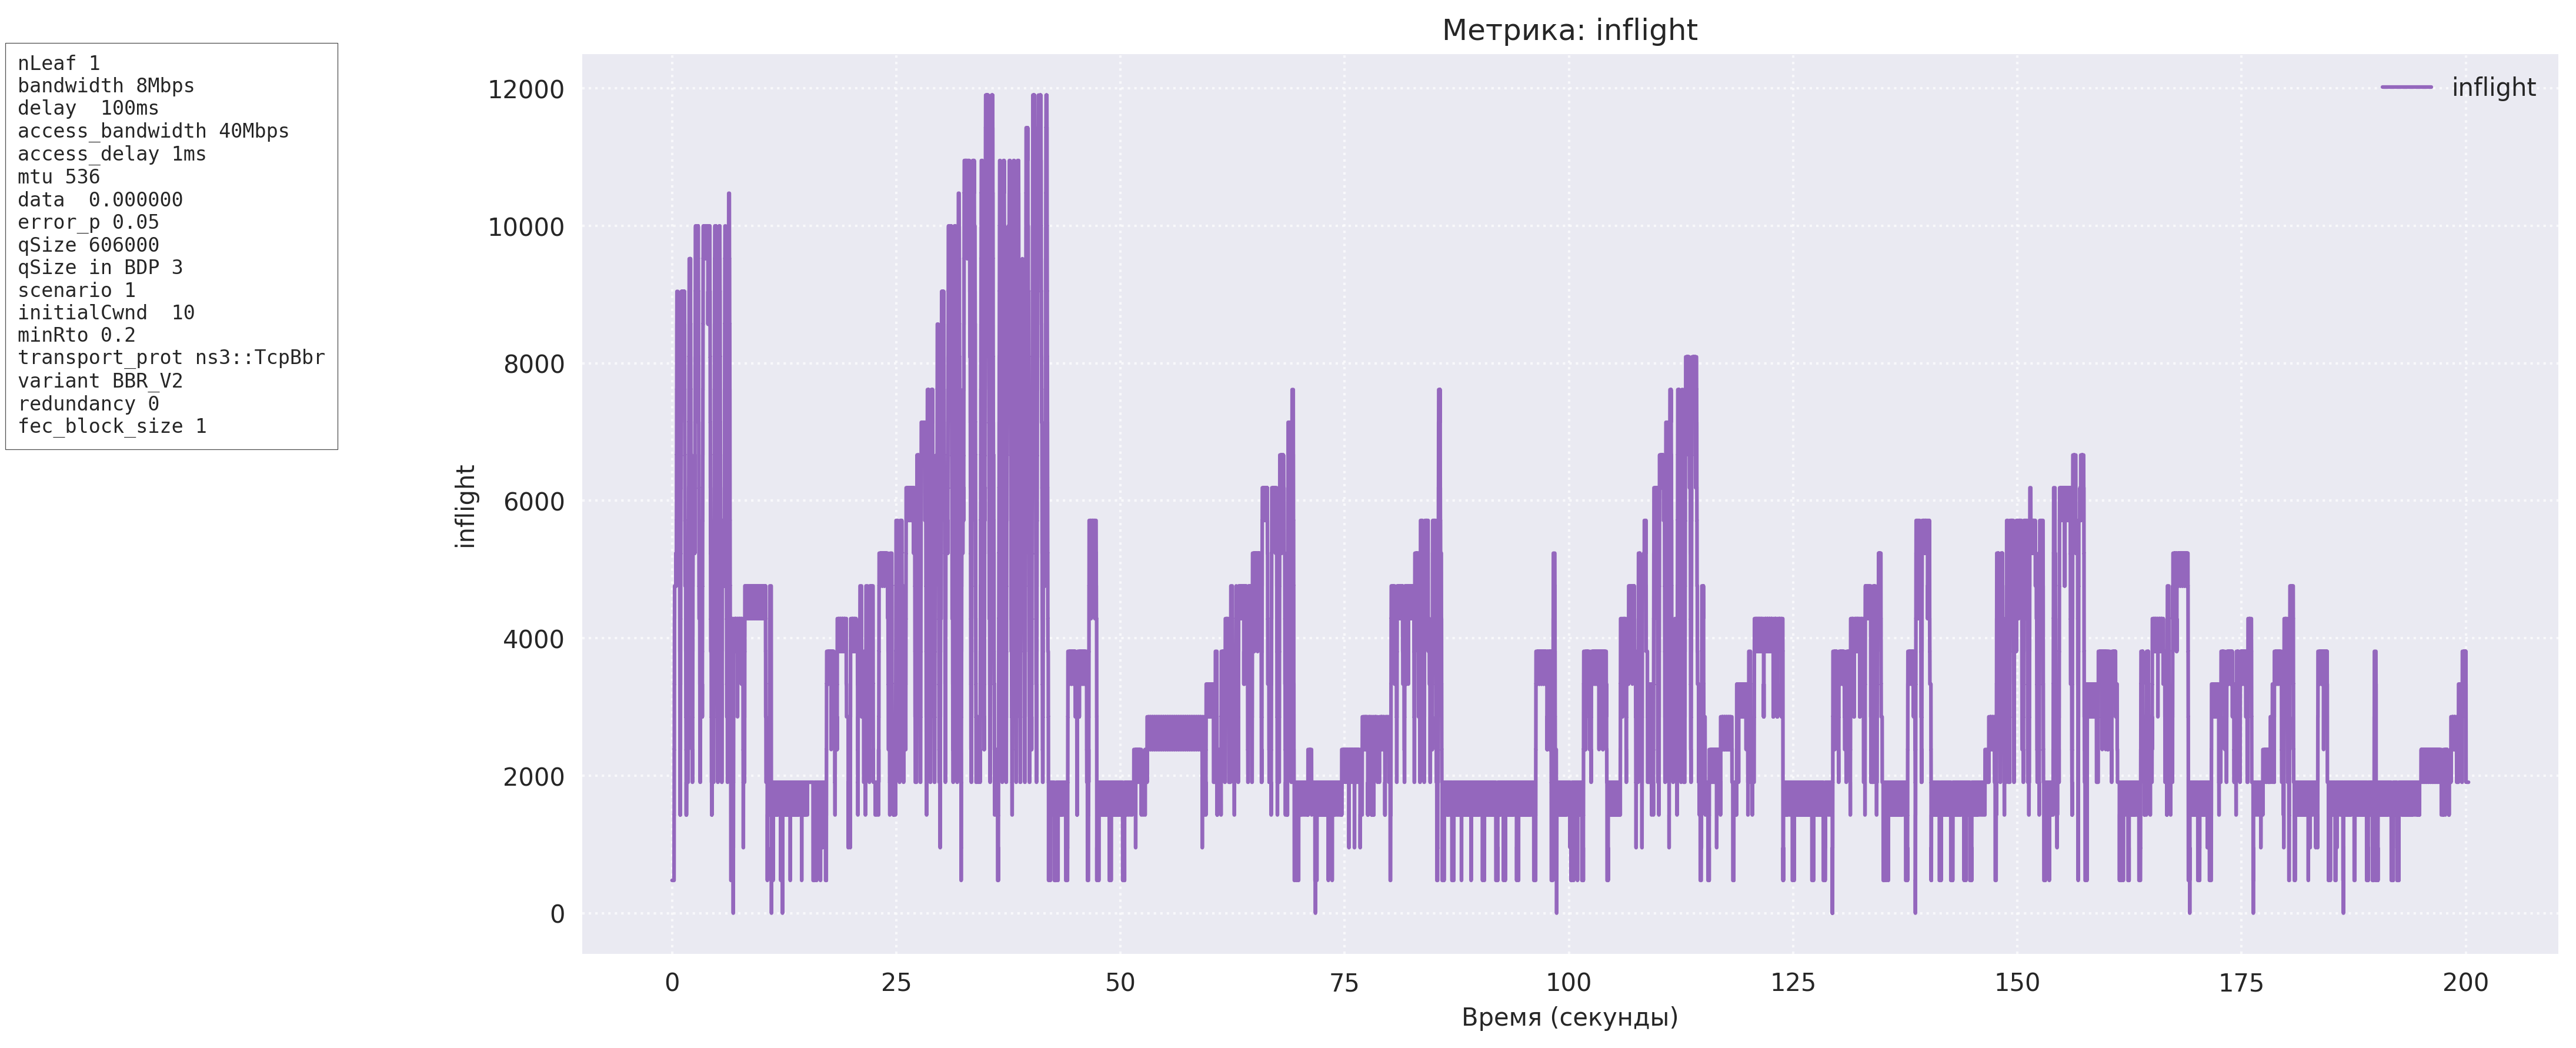 Метрика: inflight
nLeaf 1
bandwidth 8Mbps
delay  100ms
access_bandwidth 40Mbps
access_delay 1ms
mtu 536
data  0.000000
error_p 0.05
qSize 606000
qSize in BDP 3
scenario 1
initialCwnd  10
minRto 0.2
transport_prot ns3::TcpBbr
variant BBR_V2
redundancy 0
fec_block_size 1
inflight
12000
10000
8000
6000
4000
2000
0
inflight
0 25 50 75 100 125 150 175 200
Время (секунды)